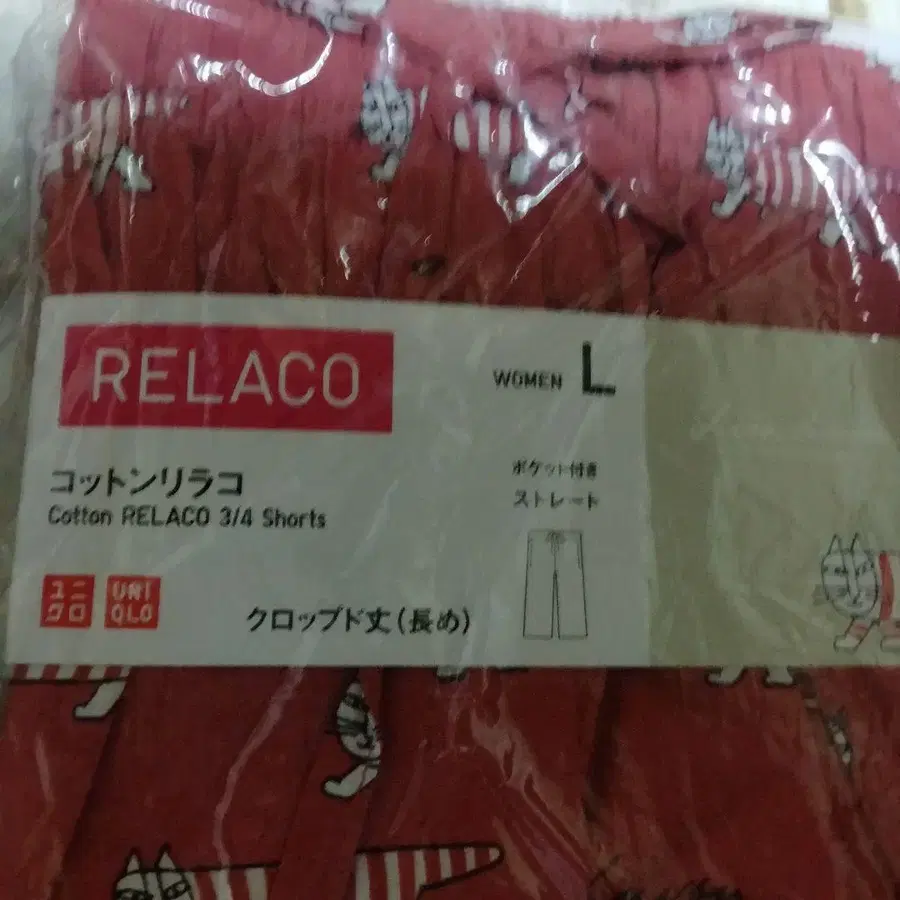 RELACO
WOMEN L
コットンリラコ
Cotton RELACO 3/4 Shorts
ポケット付き
ストレート
ユニ
クロ
UNI
QLO
クロップド丈(長め)